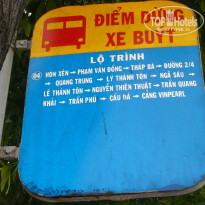 TopHotels
ĐIỂM DỪNG
XE BUÝT
LỘ TRÌNH
04 HÒN XÉN → PHẠM VĂN ĐỒNG → THÁP BÀ → ĐƯỜNG 2/4
→ QUANG TRUNG → LÝ THÁNH TÔN → NGÃ SÁU →
LÊ THÁNH TÔN → NGUYỄN THIỆN THUẬT → TRẦN QUANG
KHẢI → TRẦN PHÚ → CẦU ĐÁ → CẢNG VINPEARL